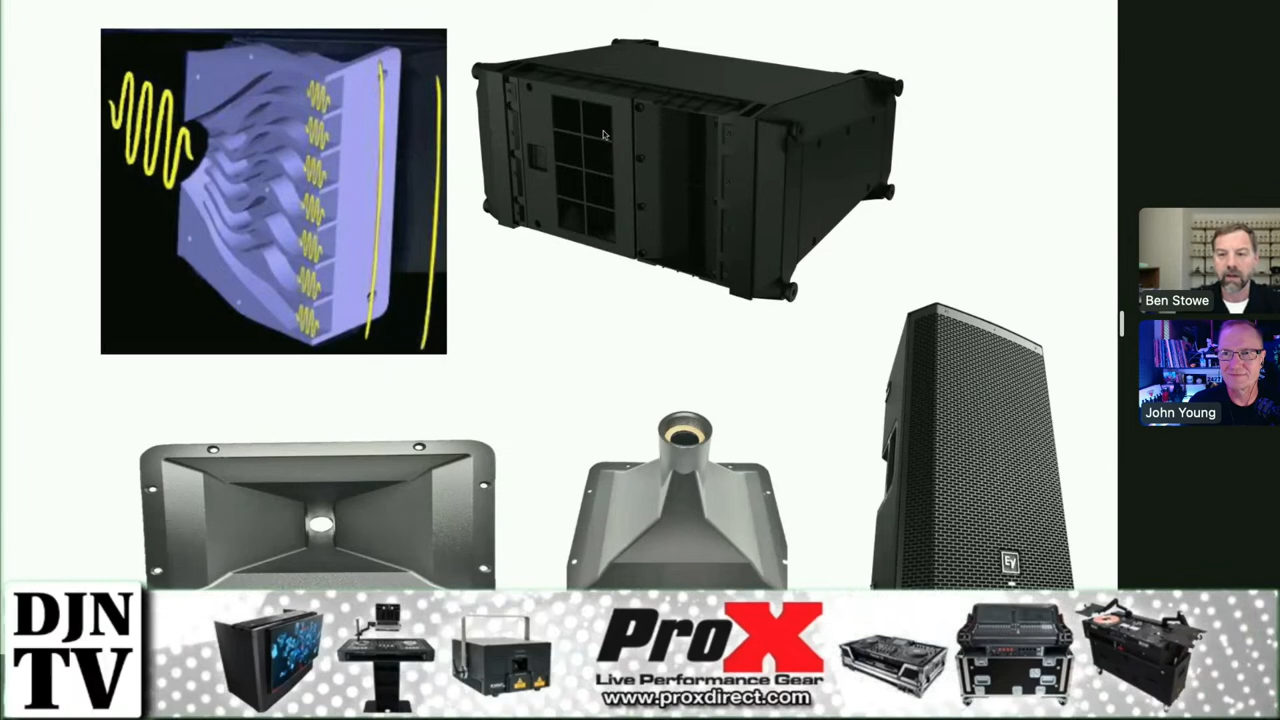 Ben Stowe
John Young
EV
DJN
TV
ProX
Live Performance Gear
www.proxdirect.com